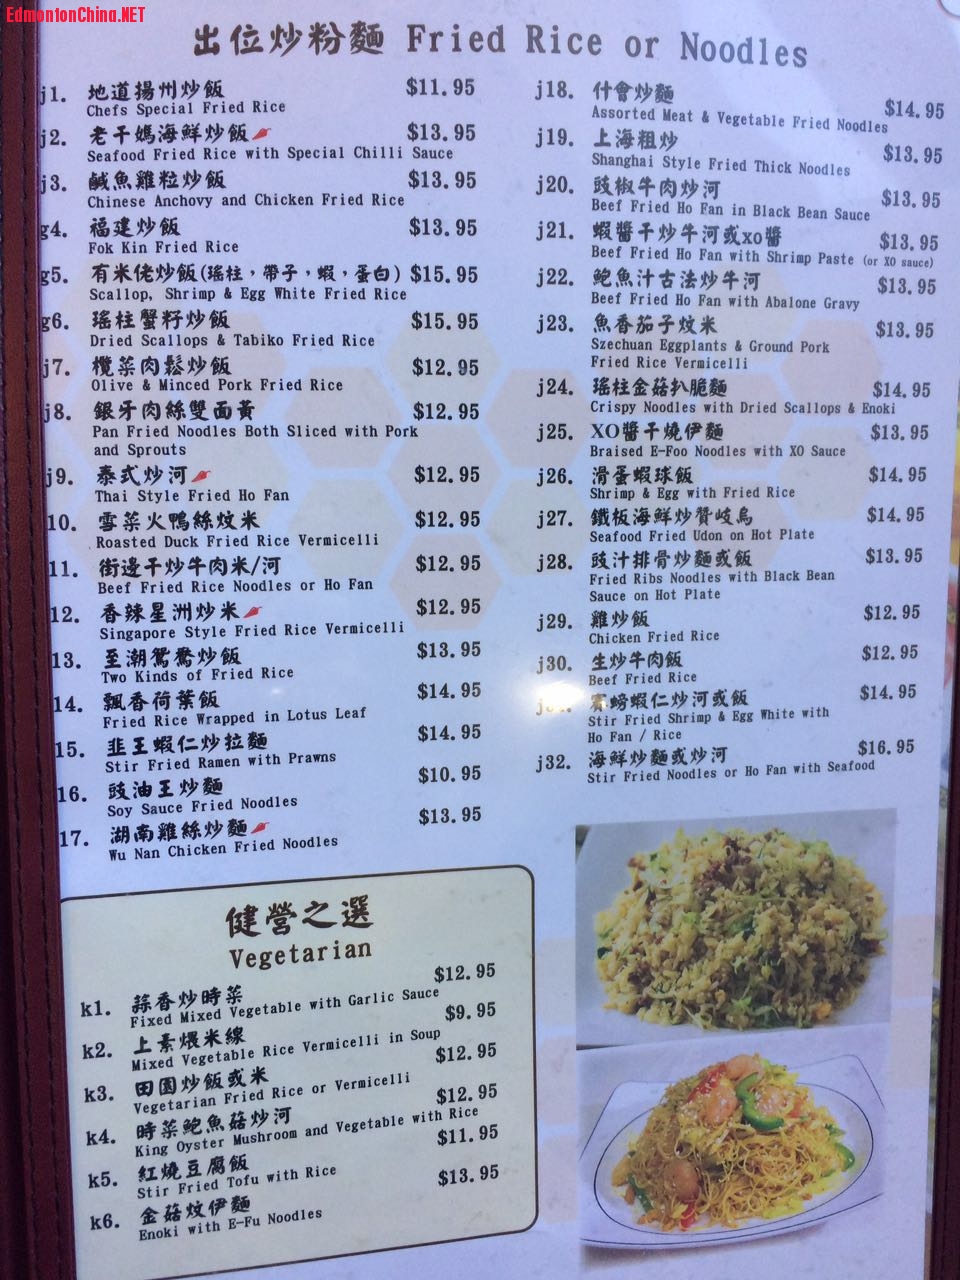 EdmontonChina.NET
出位炒粉麵 Fried Rice or Noodles
j1. 地道揚州炒飯 $11.95
Chefs Special Fried Rice
j2. 老干媽海鮮炒飯 $13.95
Seafood Fried Rice with Special Chilli Sauce
j3. 鹹魚雞粒炒飯 $13.95
Chinese Anchovy and Chicken Fried Rice
g4. 福建炒飯 $13.95
Fok Kin Fried Rice
g5. 有米佬炒飯(瑤柱，帶子，蝦，蛋白) $15.95
Scallop, Shrimp & Egg White Fried Rice
g6. 瑤柱蟹籽炒飯 $15.95
Dried Scallops & Tabiko Fried Rice
j7. 欖菜肉鬆炒飯 $12.95
Olive & Minced Pork Fried Rice
j8. 銀牙肉絲雙面黃 $12.95
Pan Fried Noodles Both Sliced with Pork
and Sprouts
j9. 泰式炒河 $12.95
Thai Style Fried Ho Fan
10. 雪菜火鴨絲炆米 $12.95
Roasted Duck Fried Rice Vermicelli
11. 街邊干炒牛肉米/河 $12.95
Beef Fried Rice Noodles or Ho Fan
12. 香辣星洲炒米 $12.95
Singapore Style Fried Rice Vermicelli
13. 至潮鴛鴦炒飯 $13.95
Two Kinds of Fried Rice
14. 飄香荷葉飯 $14.95
Fried Rice Wrapped in Lotus Leaf
15. 韭王蝦仁炒拉麵 $14.95
Stir Fried Ramen with Prawns
16. 豉油王炒麵 $10.95
Soy Sauce Fried Noodles
17. 湖南雞絲炒麵 $13.95
Wu Nan Chicken Fried Noodles
j18. 什會炒麵 $14.95
Assorted Meat & Vegetable Fried Noodles
j19. 上海粗炒 $13.95
Shanghai Style Fried Thick Noodles
j20. 豉椒牛肉炒河 $13.95
Beef Fried Ho Fan in Black Bean Sauce
j21. 蝦醬干炒牛河或xo醬 $13.95
Beef Fried Ho Fan with Shrimp Paste (or XO sauce)
j22. 鮑魚汁古法炒牛河 $13.95
Beef Fried Ho Fan with Abalone Gravy
j23. 魚香茄子炆米 $13.95
Szechuan Eggplants & Ground Pork
Fried Rice Vermicelli
j24. 瑤柱金菇扒脆麵 $14.95
Crispy Noodles with Dried Scallops & Enoki
j25. XO醬干燒伊麵 $13.95
Braised E-Foo Noodles with XO Sauce
j26. 滑蛋蝦球飯 $14.95
Shrimp & Egg with Fried Rice
j27. 鐵板海鮮炒贊岐烏 $14.95
Seafood Fried Udon on Hot Plate
j28. 豉汁排骨炒麵或飯 $13.95
Fried Ribs Noodles with Black Bean
Sauce on Hot Plate
j29. 雞炒飯 $12.95
Chicken Fried Rice
j30. 生炒牛肉飯 $12.95
Beef Fried Rice
賽螃蝦仁炒河或飯 $14.95
Stir Fried Shrimp & Egg White with
Ho Fan / Rice
j32. 海鮮炒麵或炒河 $16.95
Stir Fried Noodles or Ho Fan with Seafood
健營之選
Vegetarian
k1. 蒜香炒時菜 $12.95
Fixed Mixed Vegetable with Garlic Sauce
k2. 上素煨米線 $9.95
Mixed Vegetable Rice Vermicelli in Soup
k3. 田園炒飯或米 $12.95
Vegetarian Fried Rice or Vermicelli
k4. 時菜鮑魚菇炒河 $12.95
King Oyster Mushroom and Vegetable with Rice
k5. 紅燒豆腐飯 $11.95
Stir Fried Tofu with Rice
k6. 金菇炆伊麵 $13.95
Enoki with E-Fu Noodles